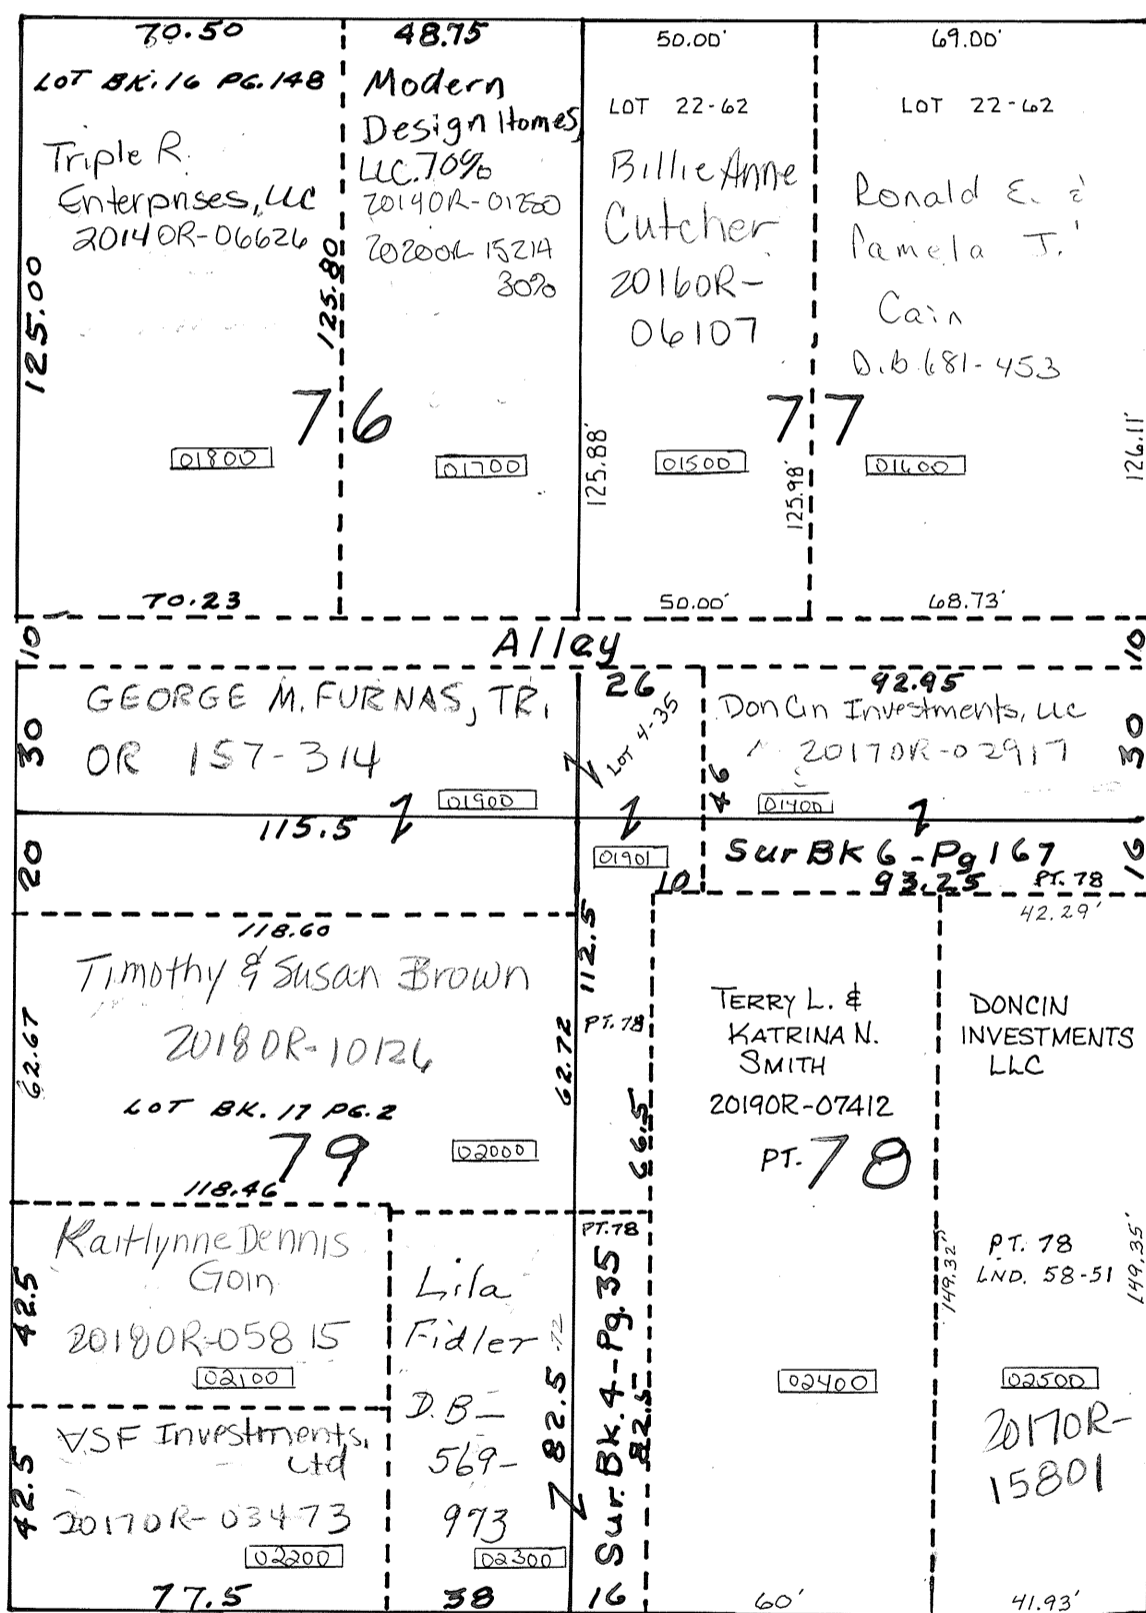 70.50
LOT BK. 16 PG. 148
Triple R.
Enterprises, LLC
2014OR-06626
125.00
125.80
76
01800
70.23
48.75
Modern
Design Homes,
LLC. 70%
2014OR-01280
2020OR-15214
30%
01700
50.00'
LOT 22-62
Billie Anne
Cutcher
2016OR-
06107
77
125.88'
01500
125.98'
50.00'
69.00'
LOT 22-62
Ronald E. &
Pamela J.
Cain
D.B. 681-453
01600
126.11'
68.73'
10
Alley
10
30
GEORGE M. FURNAS, TR.
OR 157-314
01900
115.5
20
26
LOT 4-35
46
01901
10
92.95
DonCin Investments, LLC
2017OR-02917
30
01400
Sur BK 6-Pg 167
93.25
PT. 78
16
118.60
Timothy & Susan Brown
2018OR-10126
62.67
62.72
LOT BK. 17 PG. 2
79
02000
118.46
112.5
PT. 78
66.5
TERRY L. &
KATRINA N.
SMITH
2019OR-07412
PT. 78
149.32'
02400
60'
42.29'
DONCIN
INVESTMENTS
LLC
PT. 78
LND. 58-51
149.35'
02500
2017OR-
15801
41.93'
Kaitlynne Dennis
Goin
2018OR-05815
42.5
02100
VSF Investments,
Ltd
2017OR-03473
42.5
02200
77.5
Lila
Fidler
D.B-
569-
973
82.5
.72
02300
38
PT. 78
Sur. Bk. 4-Pg. 35
82.5
16